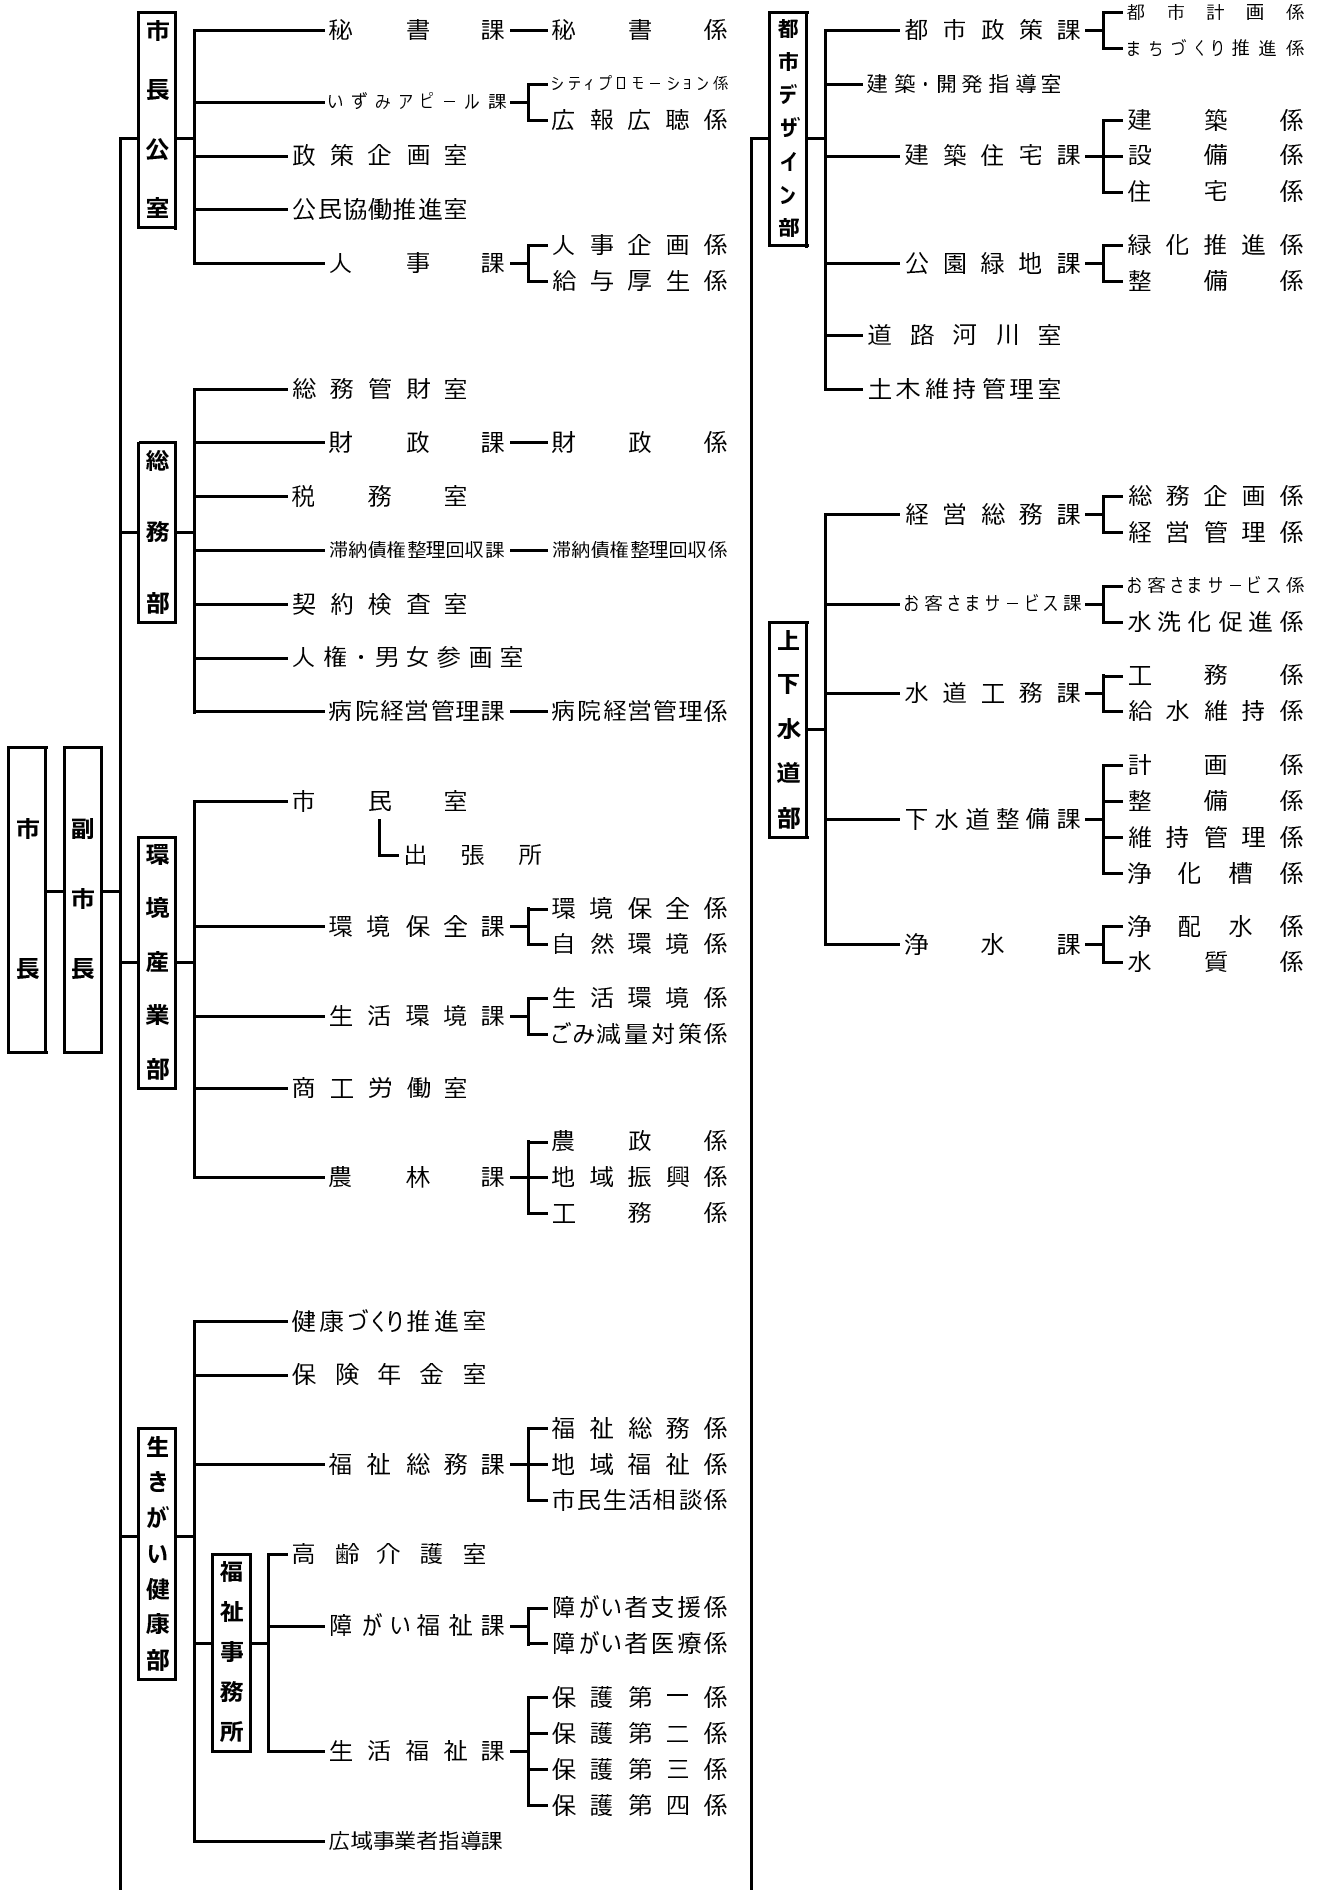 市長
副市長
市長公室
秘書課
秘書係
いずみアピール課
シティプロモーション係
広報広聴係
政策企画室
公民協働推進室
人事課
人事企画係
給与厚生係
総務部
総務管財室
財政課
財政係
税務室
滞納債権整理回収課
滞納債権整理回収係
契約検査室
人権・男女参画室
病院経営管理課
病院経営管理係
環境産業部
市民室
出張所
環境保全課
環境保全係
自然環境係
生活環境課
生活環境係
ごみ減量対策係
商工労働室
農林課
農政係
地域振興係
工務係
生きがい健康部
健康づくり推進室
保険年金室
福祉総務課
福祉総務係
地域福祉係
市民生活相談係
福祉事務所
高齢介護室
障がい福祉課
障がい者支援係
障がい者医療係
生活福祉課
保護第一係
保護第二係
保護第三係
保護第四係
広域事業者指導課
都市デザイン部
都市政策課
都市計画係
まちづくり推進係
建築・開発指導室
建築住宅課
建築係
設備係
住宅係
公園緑地課
緑化推進係
整備係
道路河川室
土木維持管理室
上下水道部
経営総務課
総務企画係
経営管理係
お客さまサービス課
お客さまサービス係
水洗化促進係
水道工務課
工務係
給水維持係
下水道整備課
計画係
整備係
維持管理係
浄化槽係
浄水課
浄配水係
水質係